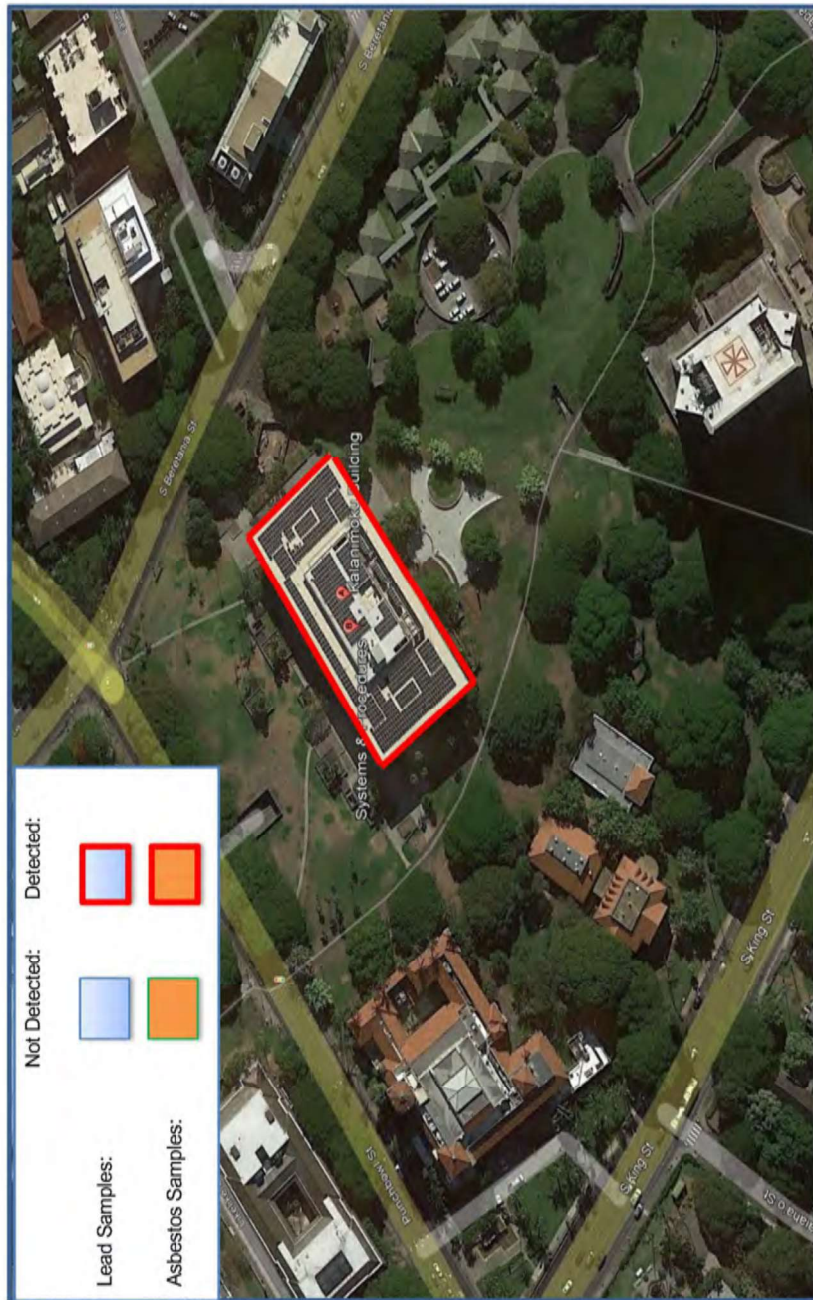 Not Detected:
Detected:
Lead Samples:
Asbestos Samples:
S Beretania St
S Beretania St
Kalanimoku Building
Systems & Procedures
Punchbowl St
S King St
S King St